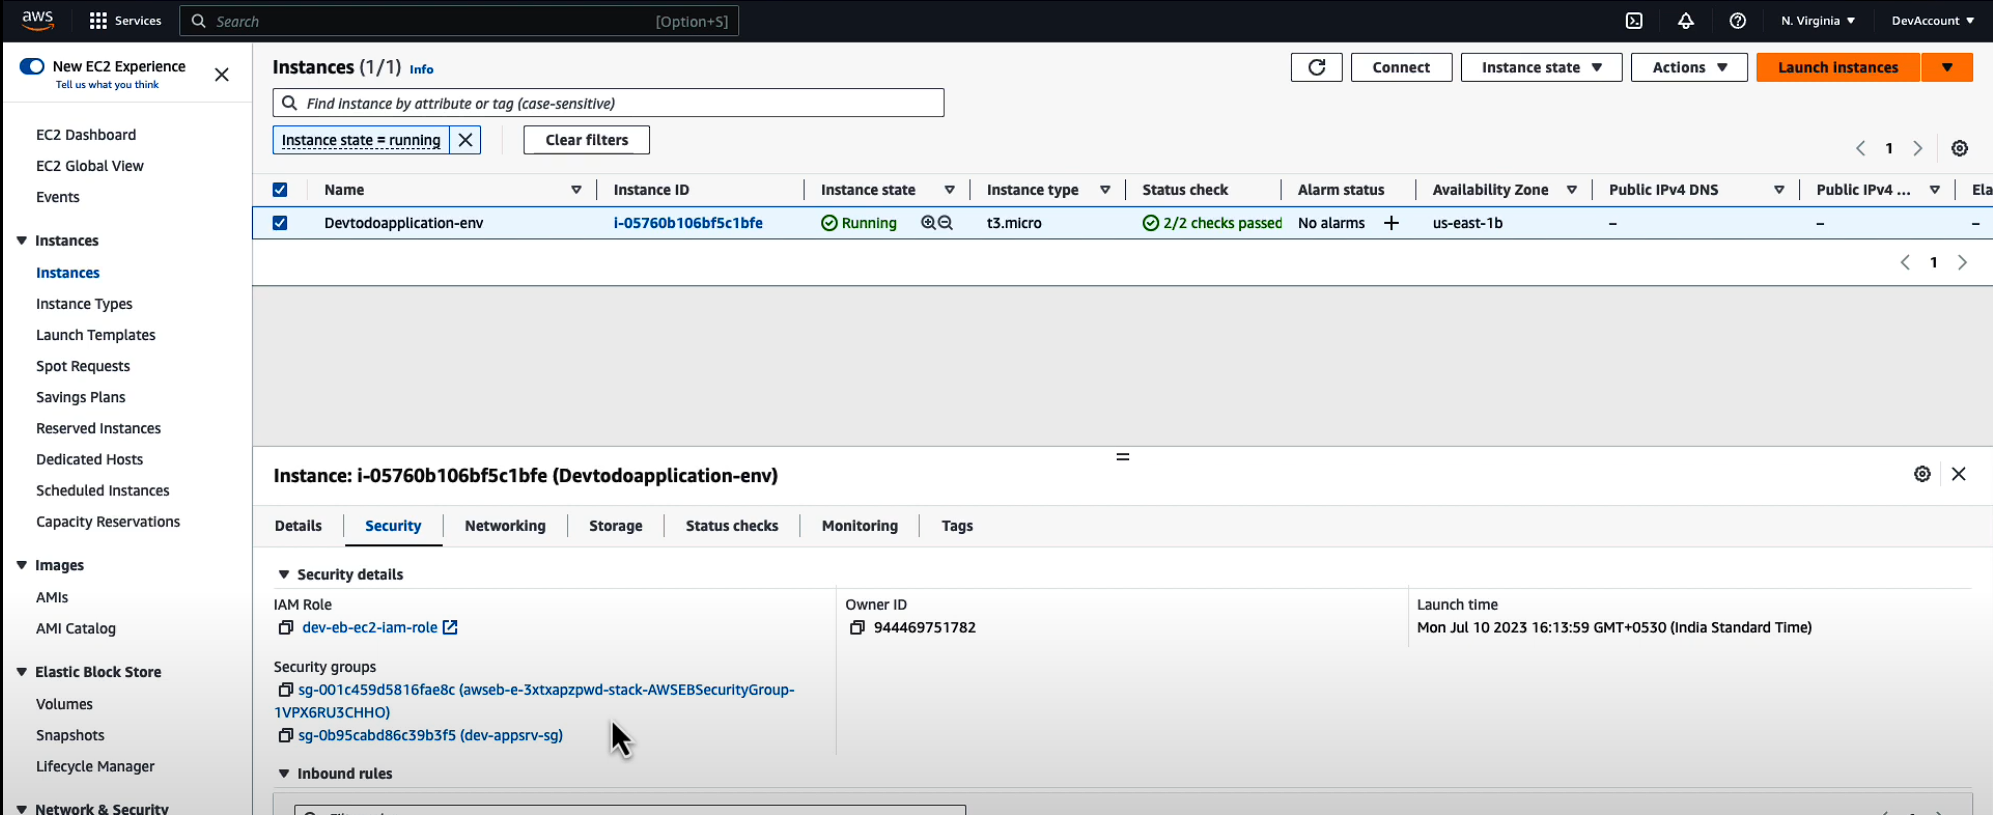 aws
Services
Search
[Option+S]
N. Virginia
DevAccount
New EC2 Experience
Tell us what you think
EC2 Dashboard
EC2 Global View
Events
Instances
Instances
Instance Types
Launch Templates
Spot Requests
Savings Plans
Reserved Instances
Dedicated Hosts
Scheduled Instances
Capacity Reservations
Images
AMIs
AMI Catalog
Elastic Block Store
Volumes
Snapshots
Lifecycle Manager
Network & Security
Instances (1/1) Info
Connect
Instance state
Actions
Launch instances
Find instance by attribute or tag (case-sensitive)
Instance state = running
Clear filters
1
Name Instance ID Instance state Instance type Status check Alarm status Availability Zone Public IPv4 DNS Public IPv4 ... Ela
Devtodoapplication-env i-05760b106bf5c1bfe Running t3.micro 2/2 checks passed No alarms + us-east-1b – – –
1
Instance: i-05760b106bf5c1bfe (Devtodoapplication-env)
Details Security Networking Storage Status checks Monitoring Tags
Security details
IAM Role
dev-eb-ec2-iam-role
Owner ID
944469751782
Launch time
Mon Jul 10 2023 16:13:59 GMT+0530 (India Standard Time)
Security groups
sg-001c459d5816fae8c (awseb-e-3xtxapzpwd-stack-AWSEBSecurityGroup-
1VPX6RU3CHHO)
sg-0b95cabd86c39b3f5 (dev-appsrv-sg)
Inbound rules